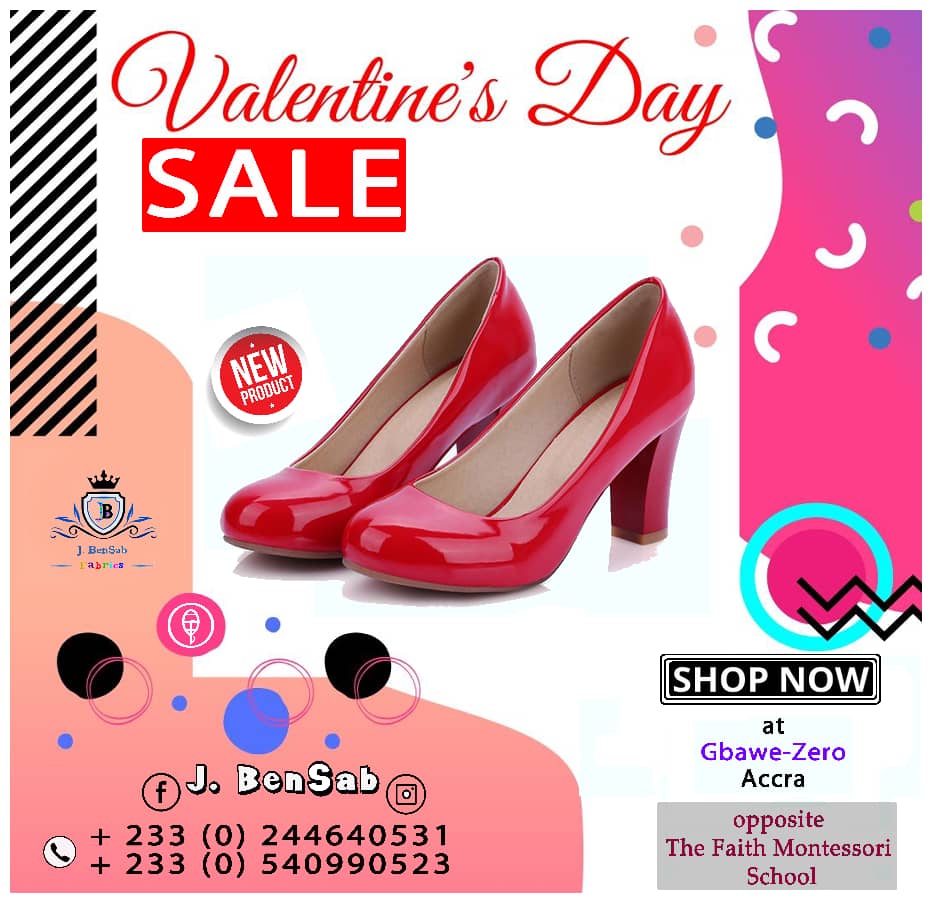 Valentine's Day
SALE
NEW
PRODUCT
B
J. BenSab
Fabrics
SHOP NOW
at
Gbawe-Zero
Accra
opposite
The Faith Montessori
School
f J. BenSab
+ 233 (0) 244640531
+ 233 (0) 540990523